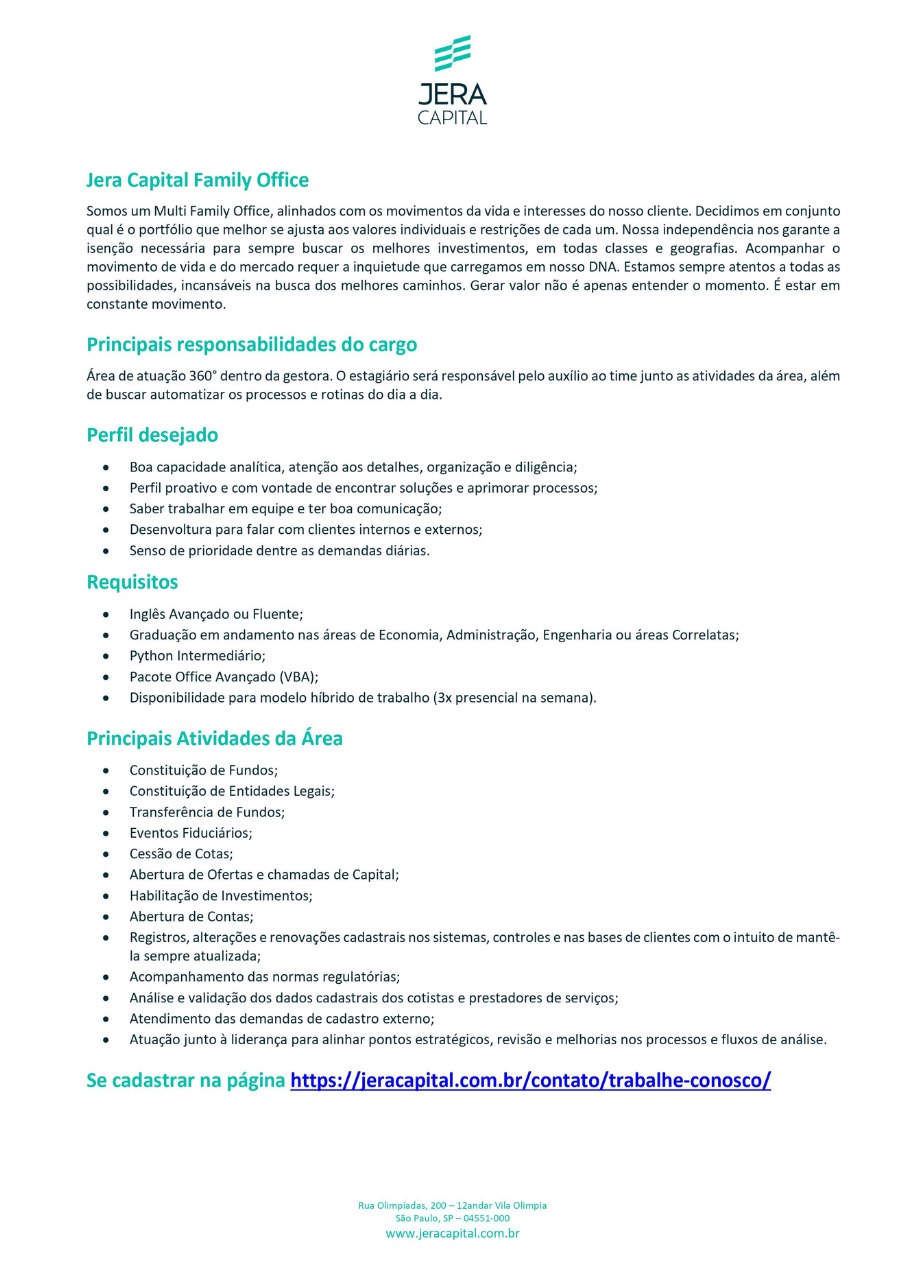 JERA
CAPITAL
Jera Capital Family Office
Somos um Multi Family Office, alinhados com os movimentos da vida e interesses do nosso cliente. Decidimos em conjunto
qual é o portfólio que melhor se ajusta aos valores individuais e restrições de cada um. Nossa independência nos garante a
isenção necessária para sempre buscar os melhores investimentos, em todas classes e geografias. Acompanhar o
movimento de vida e do mercado requer a inquietude que carregamos em nosso DNA. Estamos sempre atentos a todas as
possibilidades, incansáveis na busca dos melhores caminhos. Gerar valor não é apenas entender o momento. É estar em
constante movimento.
Principais responsabilidades do cargo
Área de atuação 360° dentro da gestora. O estagiário será responsável pelo auxílio ao time junto as atividades da área, além
de buscar automatizar os processos e rotinas do dia a dia.
Perfil desejado
• Boa capacidade analítica, atenção aos detalhes, organização e diligência;
• Perfil proativo e com vontade de encontrar soluções e aprimorar processos;
• Saber trabalhar em equipe e ter boa comunicação;
• Desenvoltura para falar com clientes internos e externos;
• Senso de prioridade dentre as demandas diárias.
Requisitos
• Inglês Avançado ou Fluente;
• Graduação em andamento nas áreas de Economia, Administração, Engenharia ou áreas Correlatas;
• Python Intermediário;
• Pacote Office Avançado (VBA);
• Disponibilidade para modelo híbrido de trabalho (3x presencial na semana).
Principais Atividades da Área
• Constituição de Fundos;
• Constituição de Entidades Legais;
• Transferência de Fundos;
• Eventos Fiduciários;
• Cessão de Cotas;
• Abertura de Ofertas e chamadas de Capital;
• Habilitação de Investimentos;
• Abertura de Contas;
• Registros, alterações e renovações cadastrais nos sistemas, controles e nas bases de clientes com o intuito de mantê-
la sempre atualizada;
• Acompanhamento das normas regulatórias;
• Análise e validação dos dados cadastrais dos cotistas e prestadores de serviços;
• Atendimento das demandas de cadastro externo;
• Atuação junto à liderança para alinhar pontos estratégicos, revisão e melhorias nos processos e fluxos de análise.
Se cadastrar na página https://jeracapital.com.br/contato/trabalhe-conosco/
Rua Olimpíadas, 200 – 12andar Vila Olimpia
São Paulo, SP – 04551-000
www.jeracapital.com.br